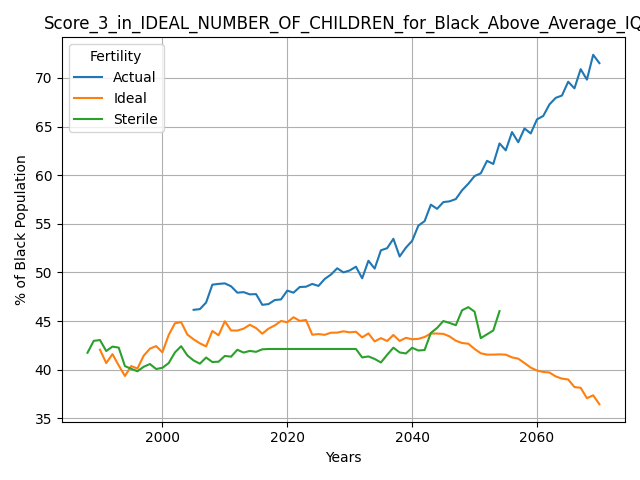 Score_3_in_IDEAL_NUMBER_OF_CHILDREN_for_Black_Above_Average_IQ
Fertility
Actual
Ideal
Sterile
% of Black Population
70
65
60
55
50
45
40
35
2000
2020
2040
2060
Years